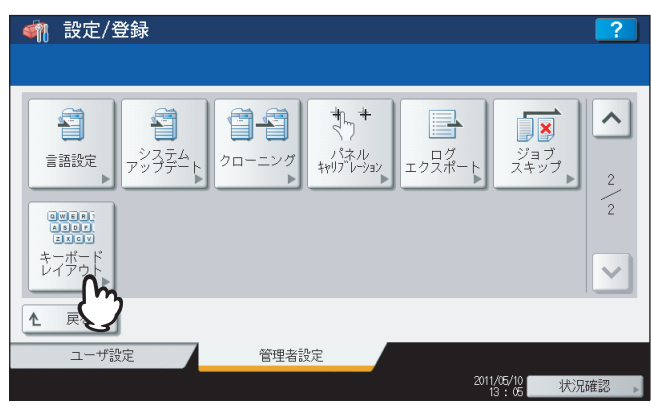 設定/登録
?
言語設定
システム
アップデート
クローニング
パネル
キャリブレーション
ログ
エクスポート
ジョブ
スキップ
2
2
QWERT
ASDF
ZXCV
キーボード
レイアウト
戻
ユーザ設定
管理者設定
2011/05/10
13 : 05
状況確認